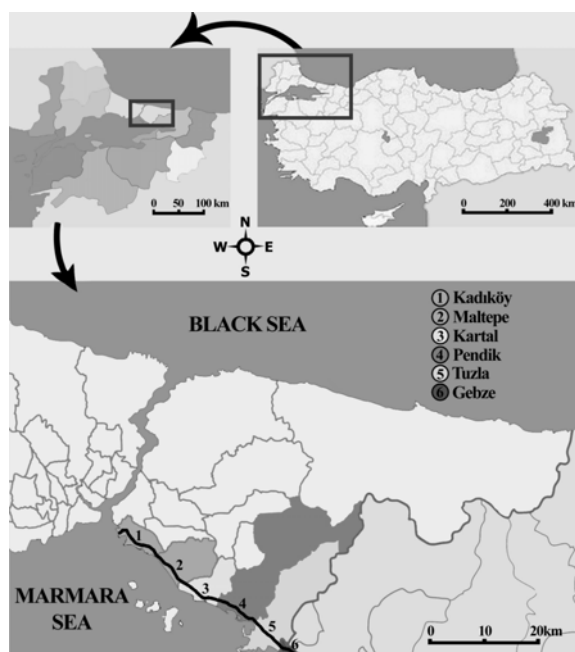 0 50 100 km
0 200 400 km
N
W E
S
BLACK SEA
1 Kadıköy
2 Maltepe
3 Kartal
4 Pendik
5 Tuzla
6 Gebze
1
2
3
4
5
6
MARMARA
SEA
0 10 20km